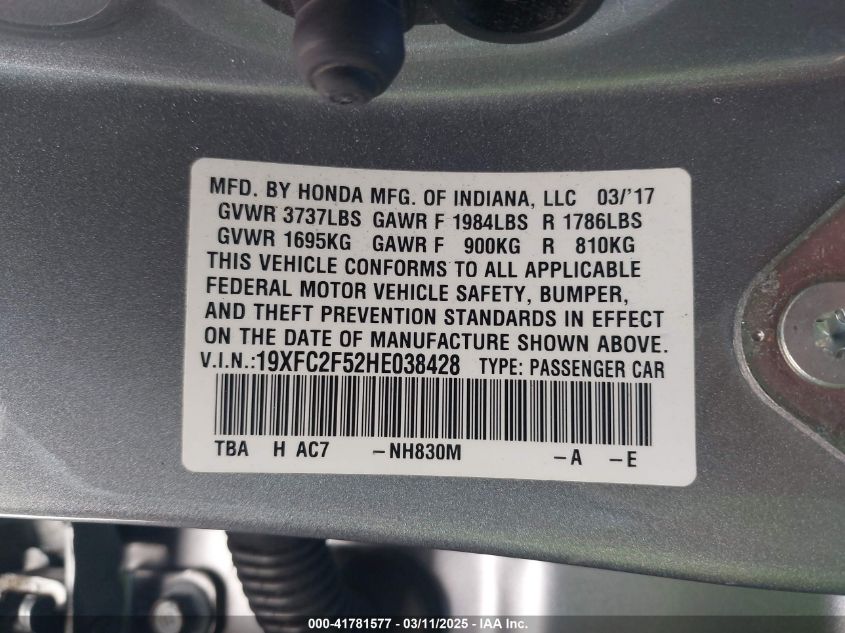 MFD. BY HONDA MFG. OF INDIANA, LLC 03/'17
GVWR 3737LBS GAWR F 1984LBS R 1786LBS
GVWR 1695KG GAWR F 900KG R 810KG
THIS VEHICLE CONFORMS TO ALL APPLICABLE
FEDERAL MOTOR VEHICLE SAFETY, BUMPER,
AND THEFT PREVENTION STANDARDS IN EFFECT
ON THE DATE OF MANUFACTURE SHOWN ABOVE.
V.I.N.:19XFC2F52HE038428 TYPE: PASSENGER CAR
TBA H AC7 -NH830M -A -E
000-41781577 - 03/11/2025 - IAA Inc.